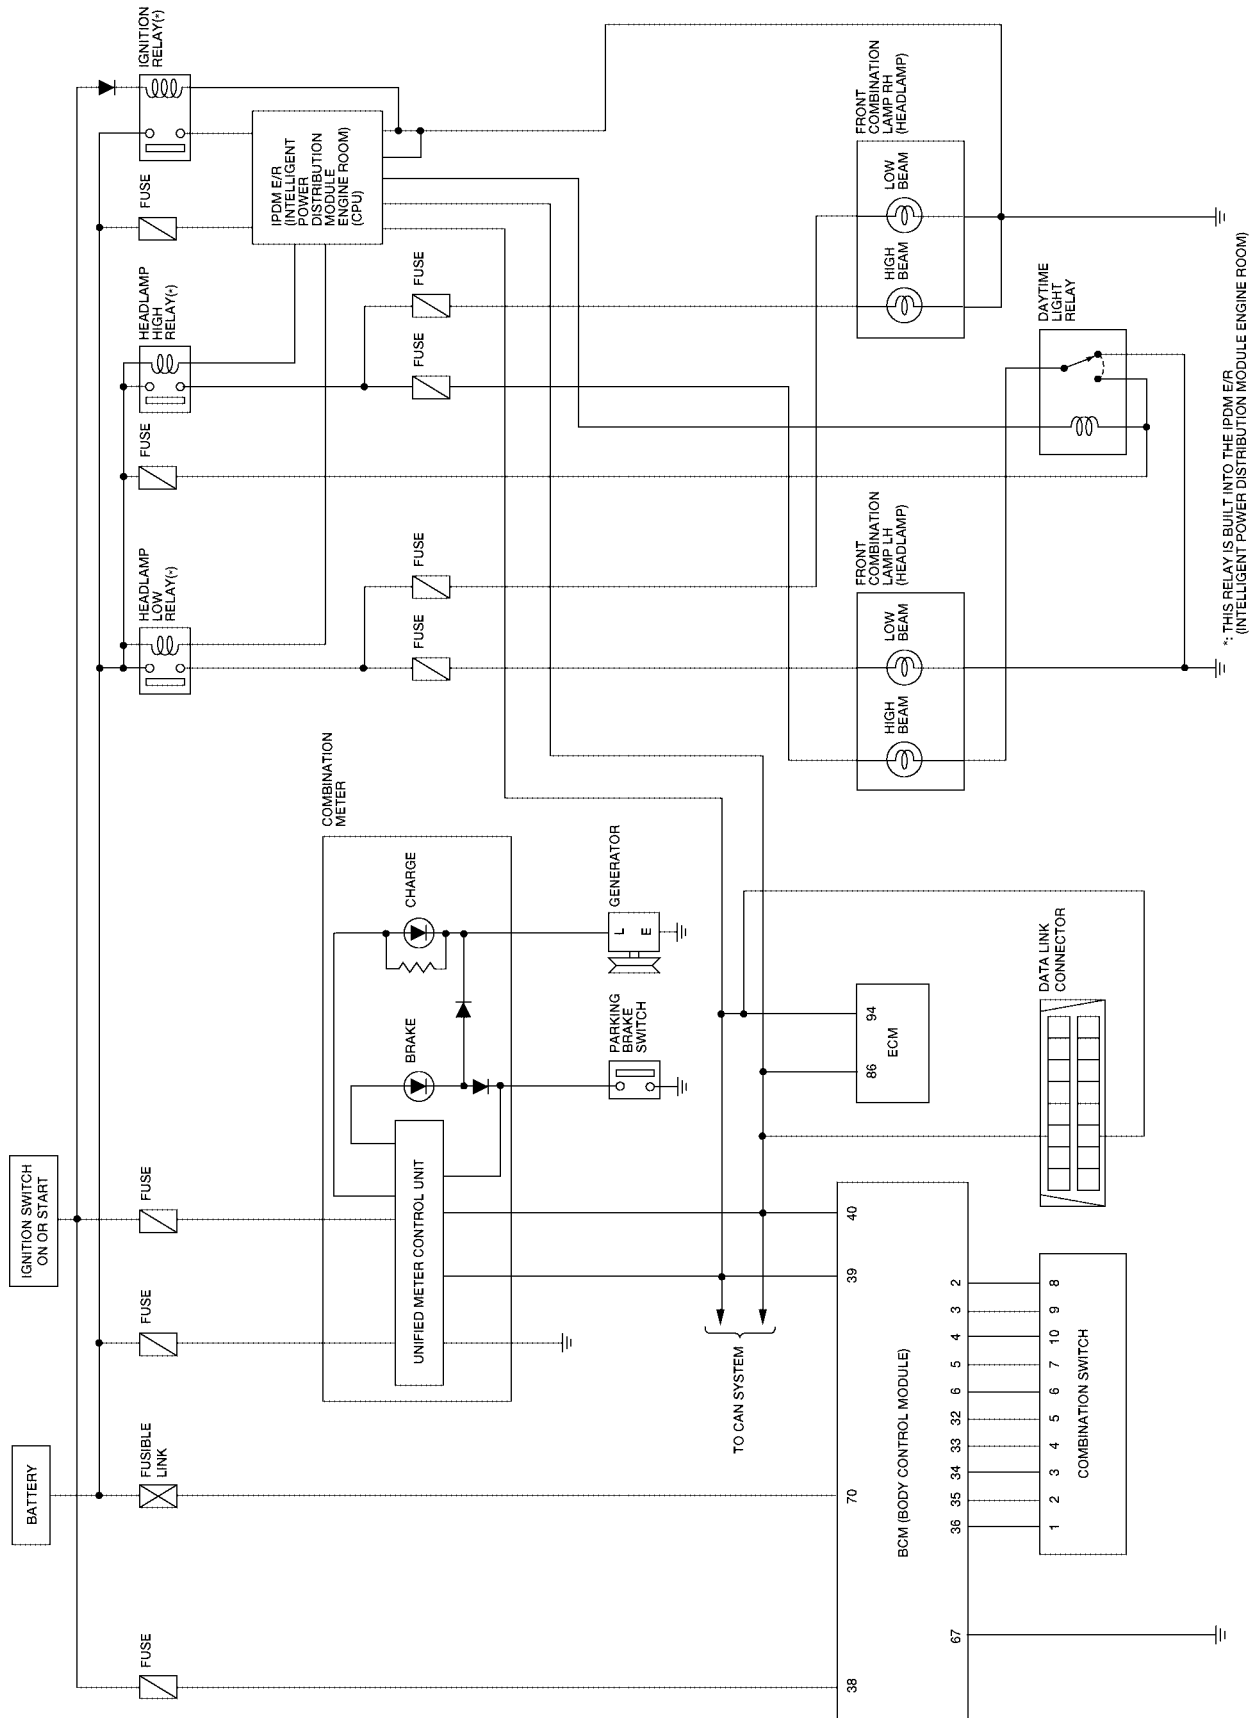 IGNITION
RELAY(*)
FUSE
IPDM E/R
(INTELLIGENT
POWER
DISTRIBUTION
MODULE
ENGINE ROOM)
(CPU)
HEADLAMP
HIGH
RELAY(*)
FUSE
FUSE
FUSE
HEADLAMP
LOW
RELAY(*)
FUSE
FUSE
FRONT
COMBINATION
LAMP RH
(HEADLAMP)
LOW
BEAM
HIGH
BEAM
DAYTIME
LIGHT
RELAY
FRONT
COMBINATION
LAMP LH
(HEADLAMP)
LOW
BEAM
HIGH
BEAM
*: THIS RELAY IS BUILT INTO THE IPDM E/R
(INTELLIGENT POWER DISTRIBUTION MODULE ENGINE ROOM)
COMBINATION
METER
CHARGE
BRAKE
UNIFIED METER CONTROL UNIT
GENERATOR
L
E
PARKING
BRAKE
SWITCH
94
ECM
86
DATA LINK
CONNECTOR
IGNITION SWITCH
ON OR START
FUSE
FUSE
BATTERY
FUSIBLE
LINK
FUSE
TO CAN SYSTEM
40
39
70
38
BCM (BODY CONTROL MODULE)
2
3
4
5
6
32
33
34
35
36
67
8
9
10
7
6
5
4
3
2
1
COMBINATION SWITCH